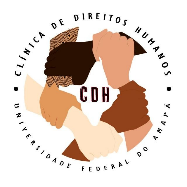 CLÍNICA DE DIREITOS HUMANOS
CDH
UNIVERSIDADE FEDERAL DO AMAPÁ